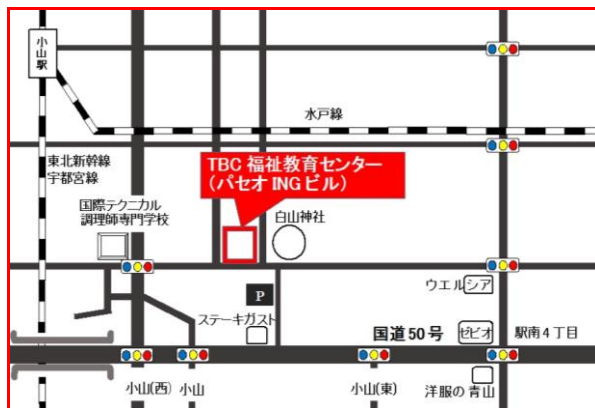 小山駅
水戸線
東北新幹線
宇都宮線
TBC 福祉教育センター
(パセオ INGビル)
国際テクニカル
調理師専門学校
白山神社
ウエルシア
P
ステーキガスト
国道50号
ゼビオ
駅南4丁目
小山(西)
小山
小山(東)
洋服の青山